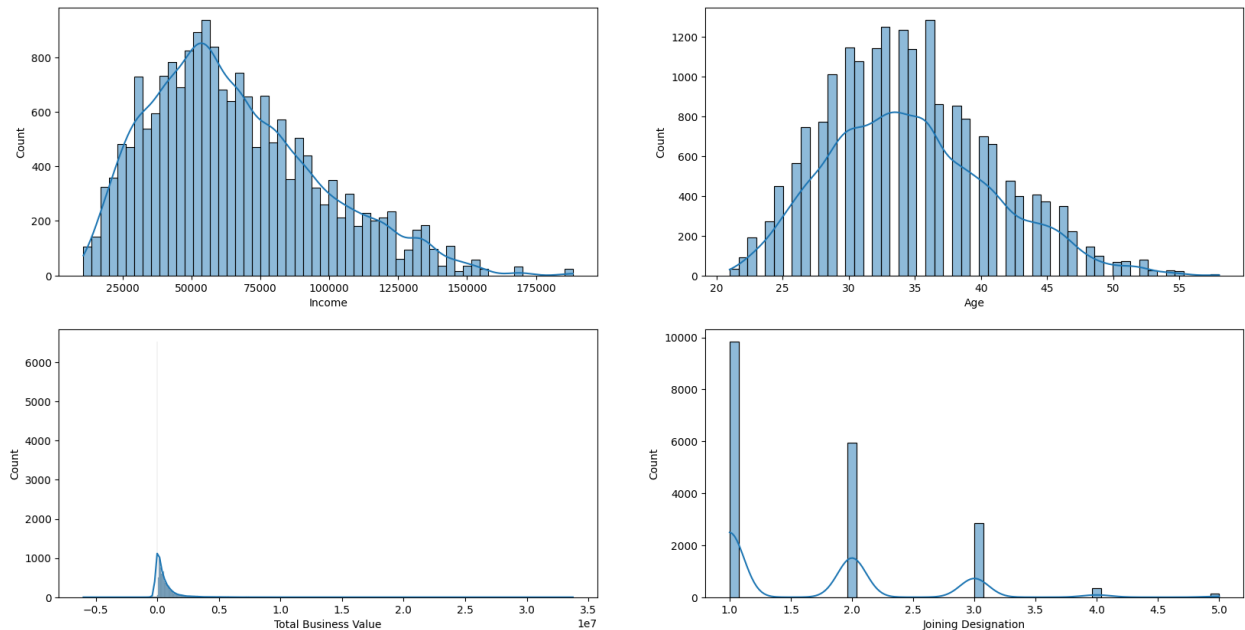 800
600
400
200
0
Count
25000 50000 75000 100000 125000 150000 175000
Income
1200
1000
800
600
400
200
0
Count
20 25 30 35 40 45 50 55
Age
6000
5000
4000
3000
2000
1000
0
Count
−0.5 0.0 0.5 1.0 1.5 2.0 2.5 3.0 3.5
1e7
Total Business Value
10000
8000
6000
4000
2000
0
Count
1.0 1.5 2.0 2.5 3.0 3.5 4.0 4.5 5.0
Joining Designation